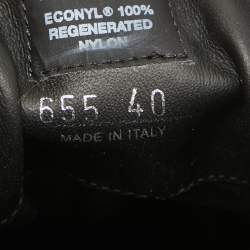 ECONYL® 100%
REGENERATED
NYLON
655 40
MADE IN ITALY